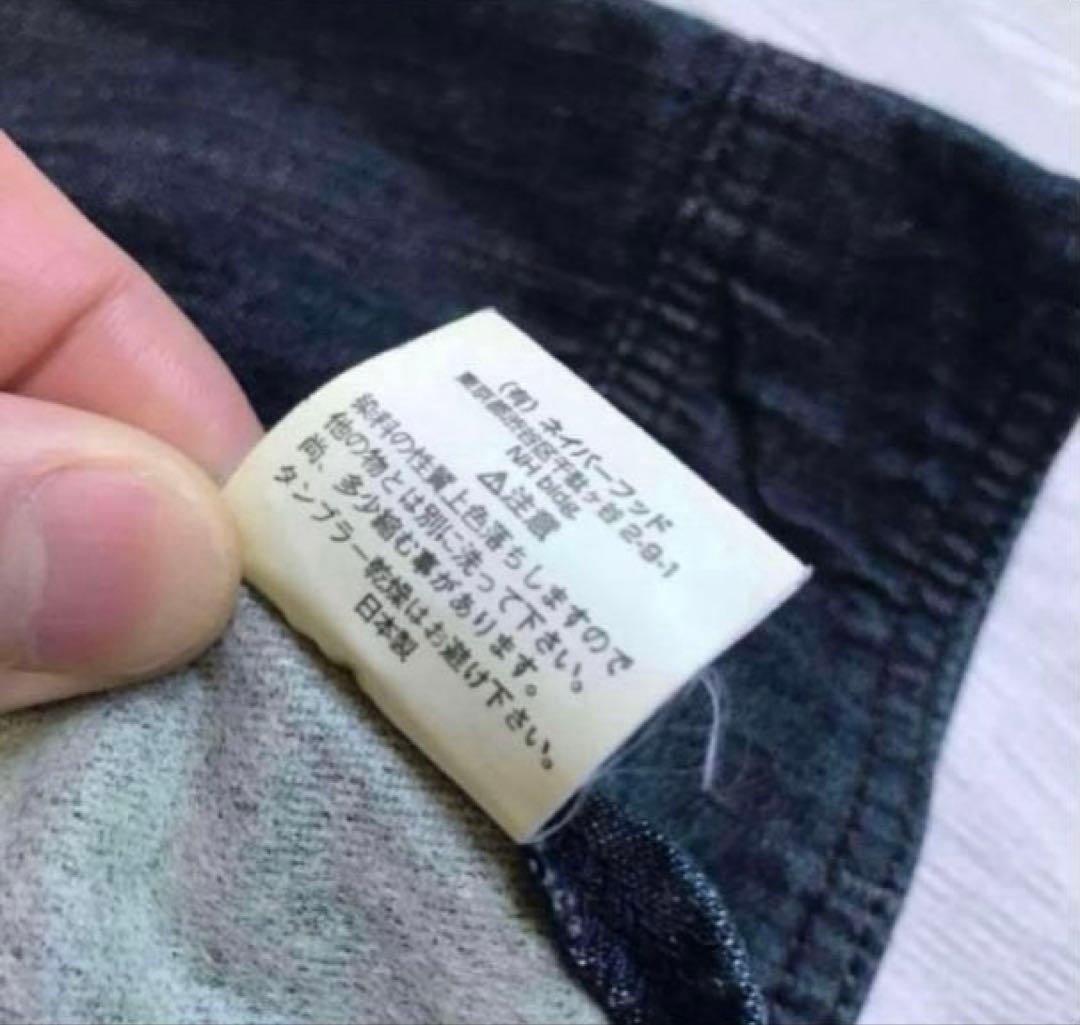 (有)ネイバーフッド
東京都渋谷区千駄ヶ谷2-9-1
NH bldg.
⚠注意
染料の性質上色落ちしますので
他の物とは別に洗って下さい。
尚、多少縮む事があります。
タンブラー乾燥はお避け下さい。
日本製